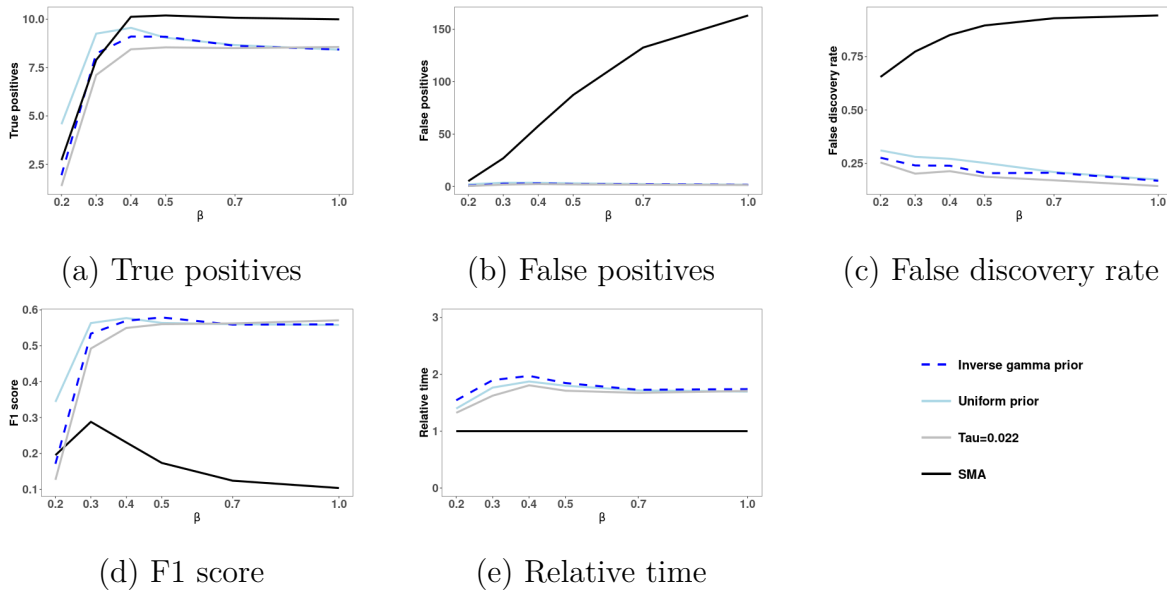 True positives
10.0
7.5
5.0
2.5
0.2 0.3 0.4 0.5 0.7 1.0
β
(a) True positives
False positives
150
100
50
0
0.2 0.3 0.4 0.5 0.7 1.0
β
(b) False positives
False discovery rate
0.75
0.50
0.25
0.2 0.3 0.4 0.5 0.7 1.0
β
(c) False discovery rate
F1 score
0.6
0.5
0.4
0.3
0.2
0.1
0.2 0.3 0.4 0.5 0.7 1.0
β
(d) F1 score
Relative time
3
2
1
0
0.2 0.3 0.4 0.5 0.7 1.0
β
(e) Relative time
Inverse gamma prior
Uniform prior
Tau=0.022
SMA